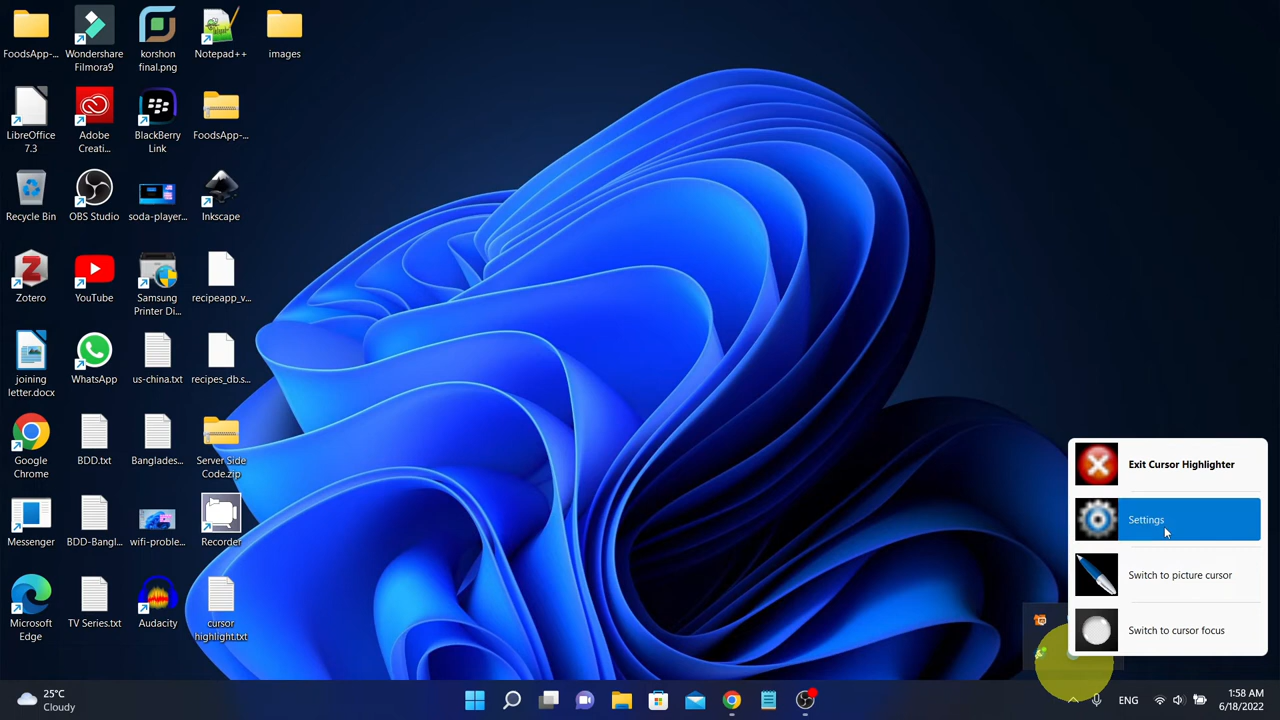 FoodsApp-...
Wondershare
Filmora9
korshon
final.png
Notepad++
images
LibreOffice
7.3
Adobe
Creati...
BlackBerry
Link
FoodsApp-...
Recycle Bin
OBS Studio
soda-player...
Inkscape
Zotero
YouTube
Samsung
Printer Di...
recipeapp_v...
joining
letter.docx
WhatsApp
us-china.txt
recipes_db.s...
Google
Chrome
BDD.txt
Banglades...
Server Side
Code.zip
Messenger
BDD-Bangl...
wifi-proble...
Recorder
Microsoft
Edge
TV Series.txt
Audacity
cursor
highlight.txt
Exit Cursor Highlighter
Settings
Switch to picture cursor
Switch to cursor focus
25°C
Cloudy
ENG
1:58 AM
6/18/2022